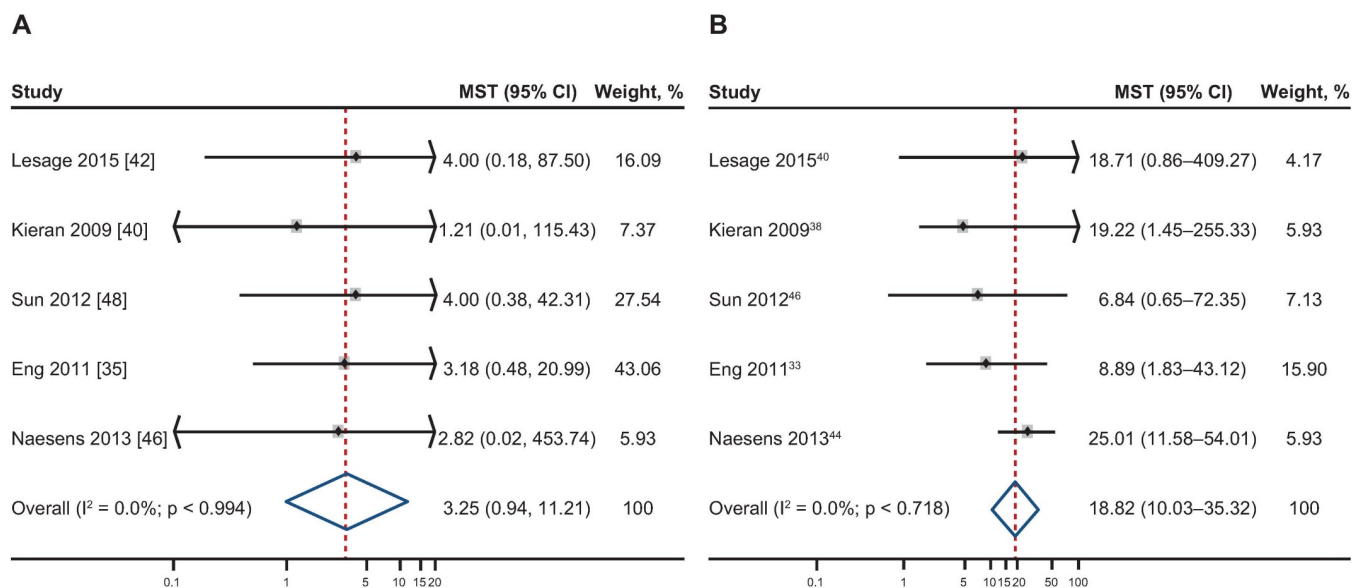 A
Study MST (95% CI) Weight, %
Lesage 2015 [42] 4.00 (0.18, 87.50) 16.09
Kieran 2009 [40] 1.21 (0.01, 115.43) 7.37
Sun 2012 [48] 4.00 (0.38, 42.31) 27.54
Eng 2011 [35] 3.18 (0.48, 20.99) 43.06
Naesens 2013 [46] 2.82 (0.02, 453.74) 5.93
Overall (I² = 0.0%; p < 0.994) 3.25 (0.94, 11.21) 100
0.1 1 5 10 15 20
B
Study MST (95% CI) Weight, %
Lesage 2015⁴⁰ 18.71 (0.86–409.27) 4.17
Kieran 2009³⁸ 19.22 (1.45–255.33) 5.93
Sun 2012⁴⁶ 6.84 (0.65–72.35) 7.13
Eng 2011³³ 8.89 (1.83–43.12) 15.90
Naesens 2013⁴⁴ 25.01 (11.58–54.01) 5.93
Overall (I² = 0.0%; p < 0.718) 18.82 (10.03–35.32) 100
0.1 1 5 10 15 20 50 100